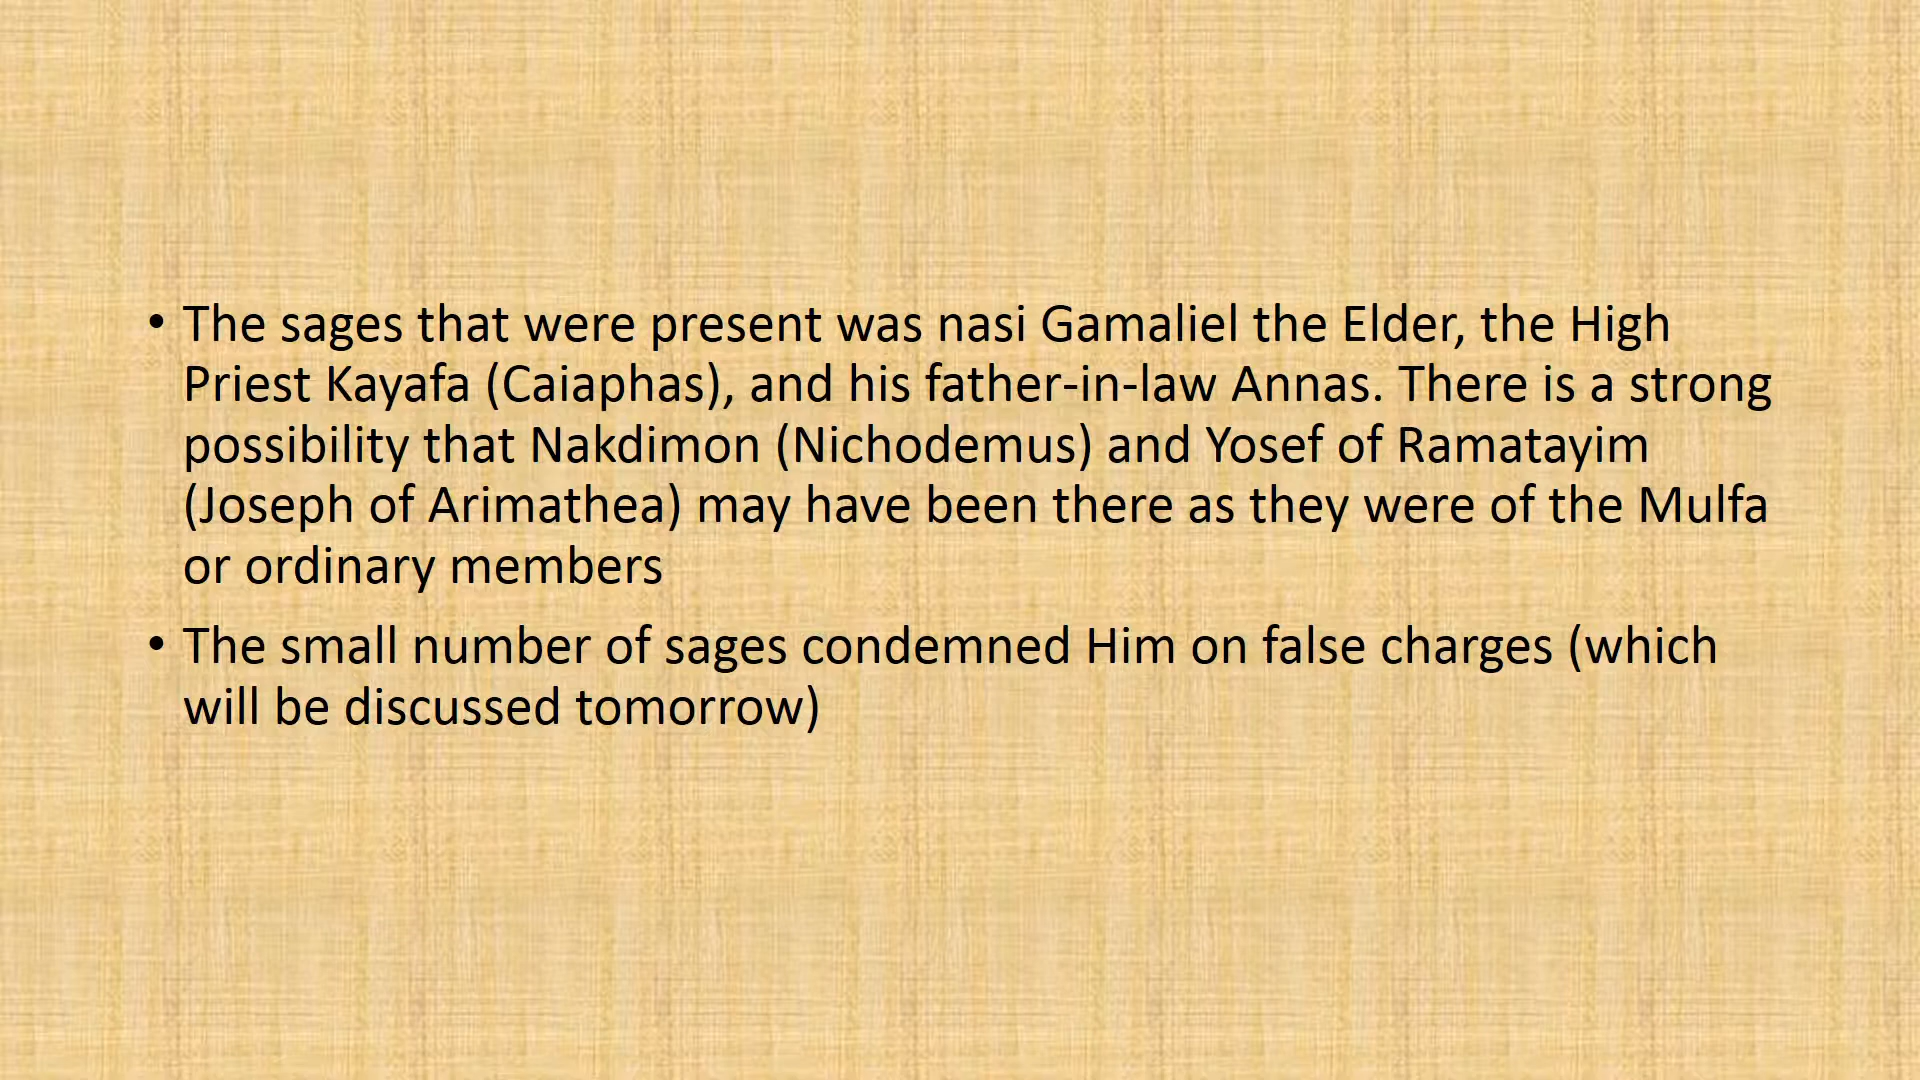 • The sages that were present was nasi Gamaliel the Elder, the High
Priest Kayafa (Caiaphas), and his father-in-law Annas. There is a strong
possibility that Nakdimon (Nichodemus) and Yosef of Ramatayim
(Joseph of Arimathea) may have been there as they were of the Mulfa
or ordinary members
• The small number of sages condemned Him on false charges (which
will be discussed tomorrow)